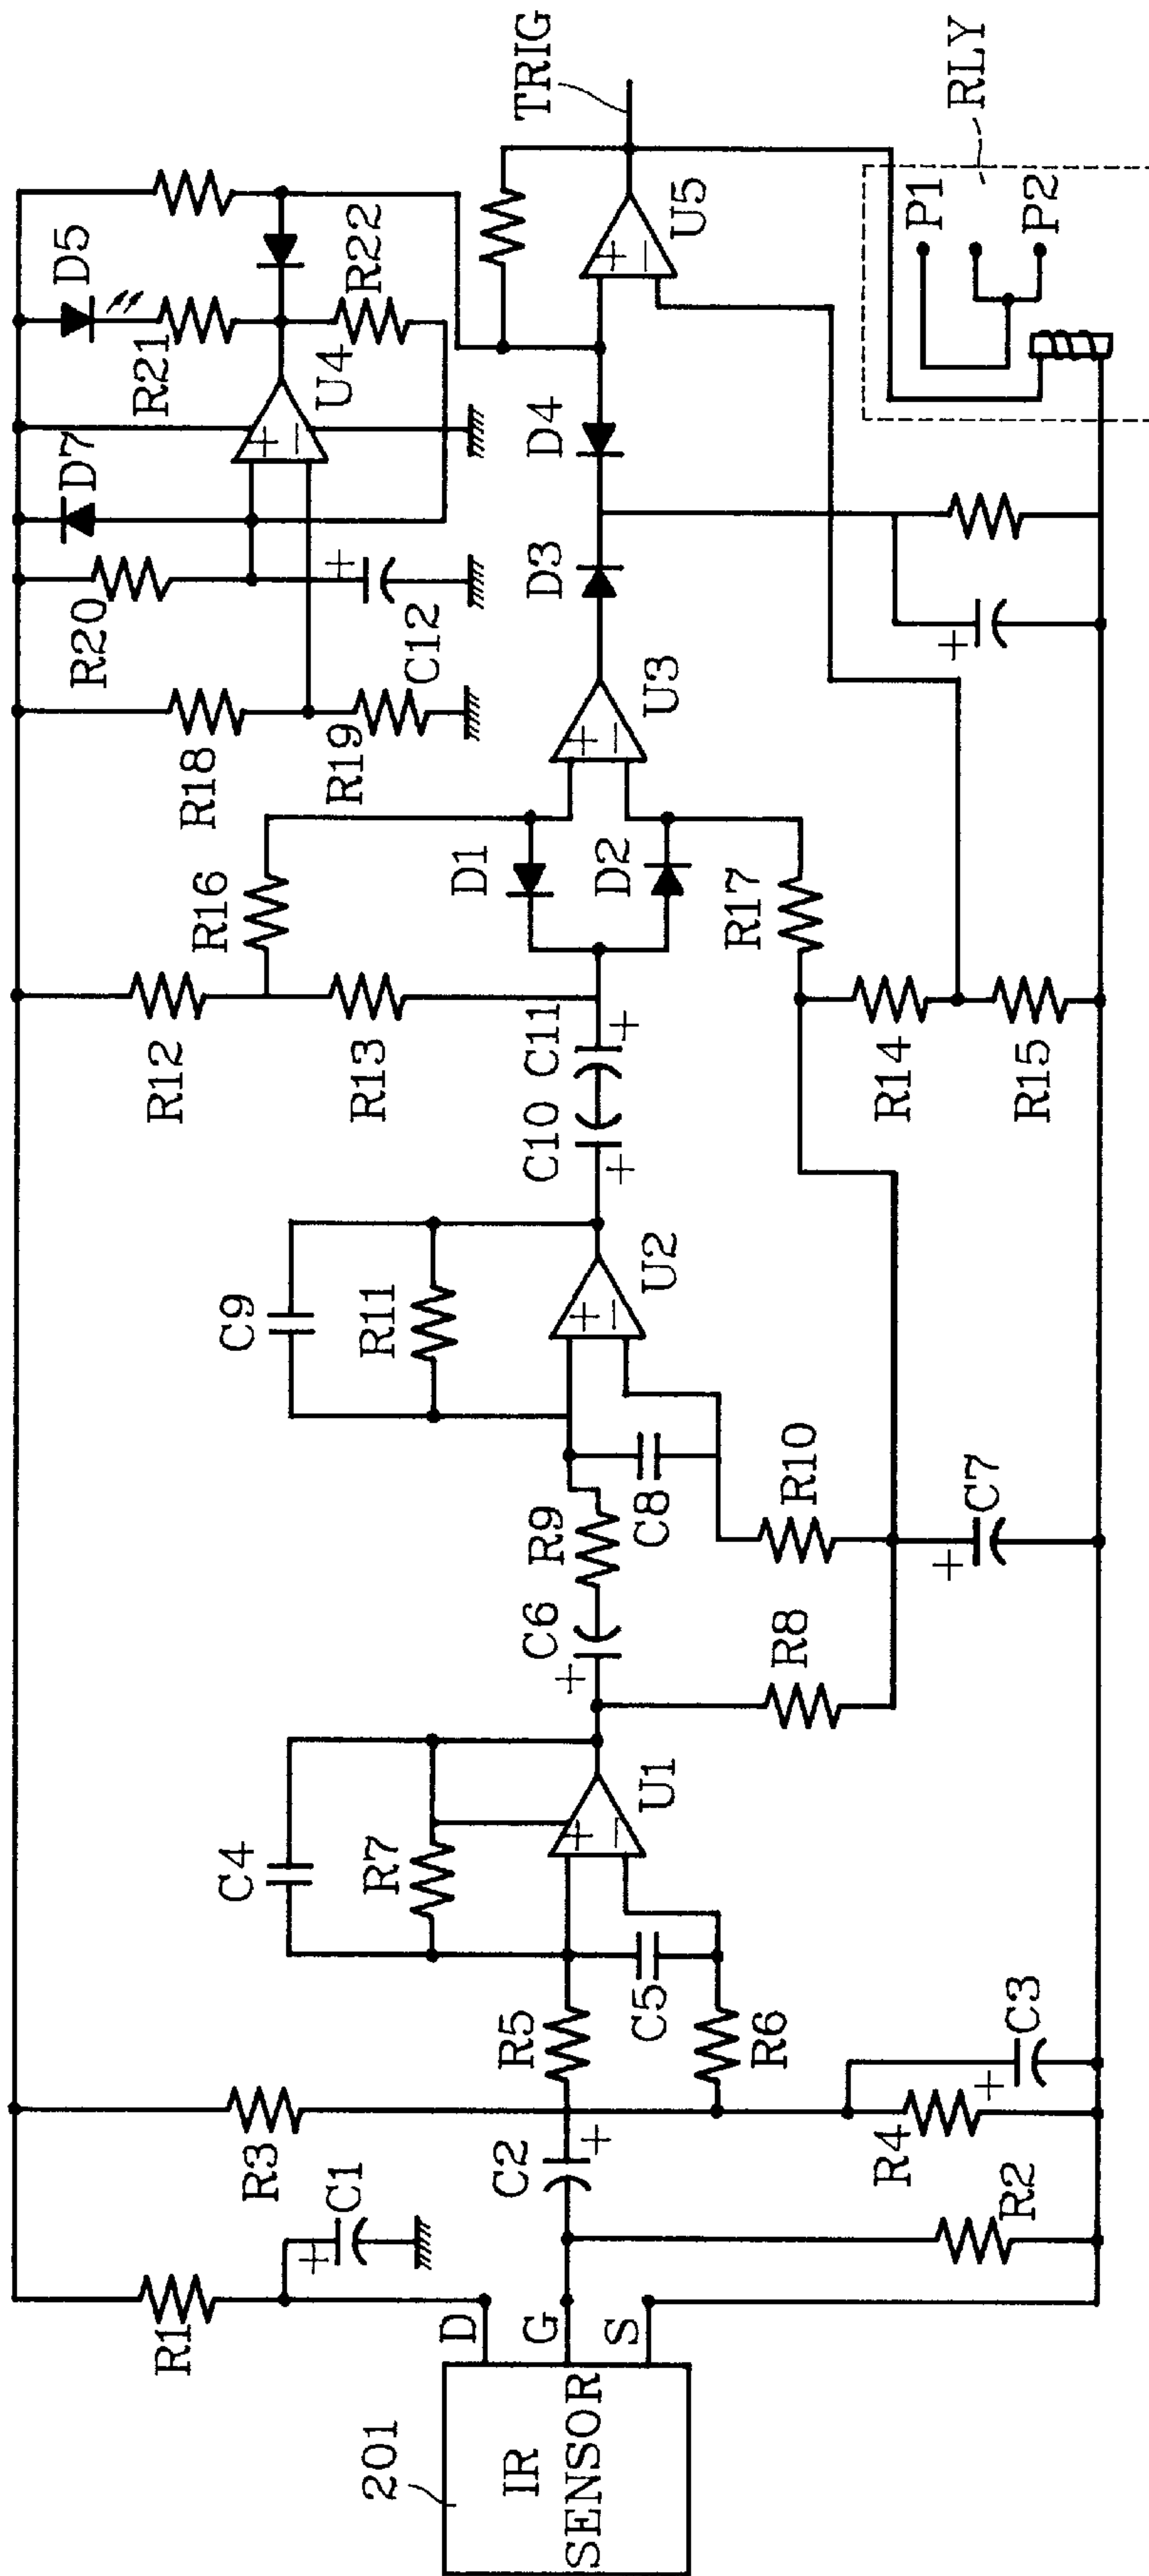 201
IR
SENSOR
D
G
S
R1
C1
R2
C2
R3
R4
C3
R5
R6
C5
C4
R7
+
−
U1
R8
C6
R9
C8
R10
C7
C9
R11
+
−
U2
C10
C11
R12
R13
R14
R15
R16
R17
D1
D2
+
−
U3
R18
R19
R20
C12
D7
+
−
U4
R21
D5
R22
D3
D4
+
−
U5
TRIG
P1
P2
RLY
+
+
+
+
+
+
+
+
+